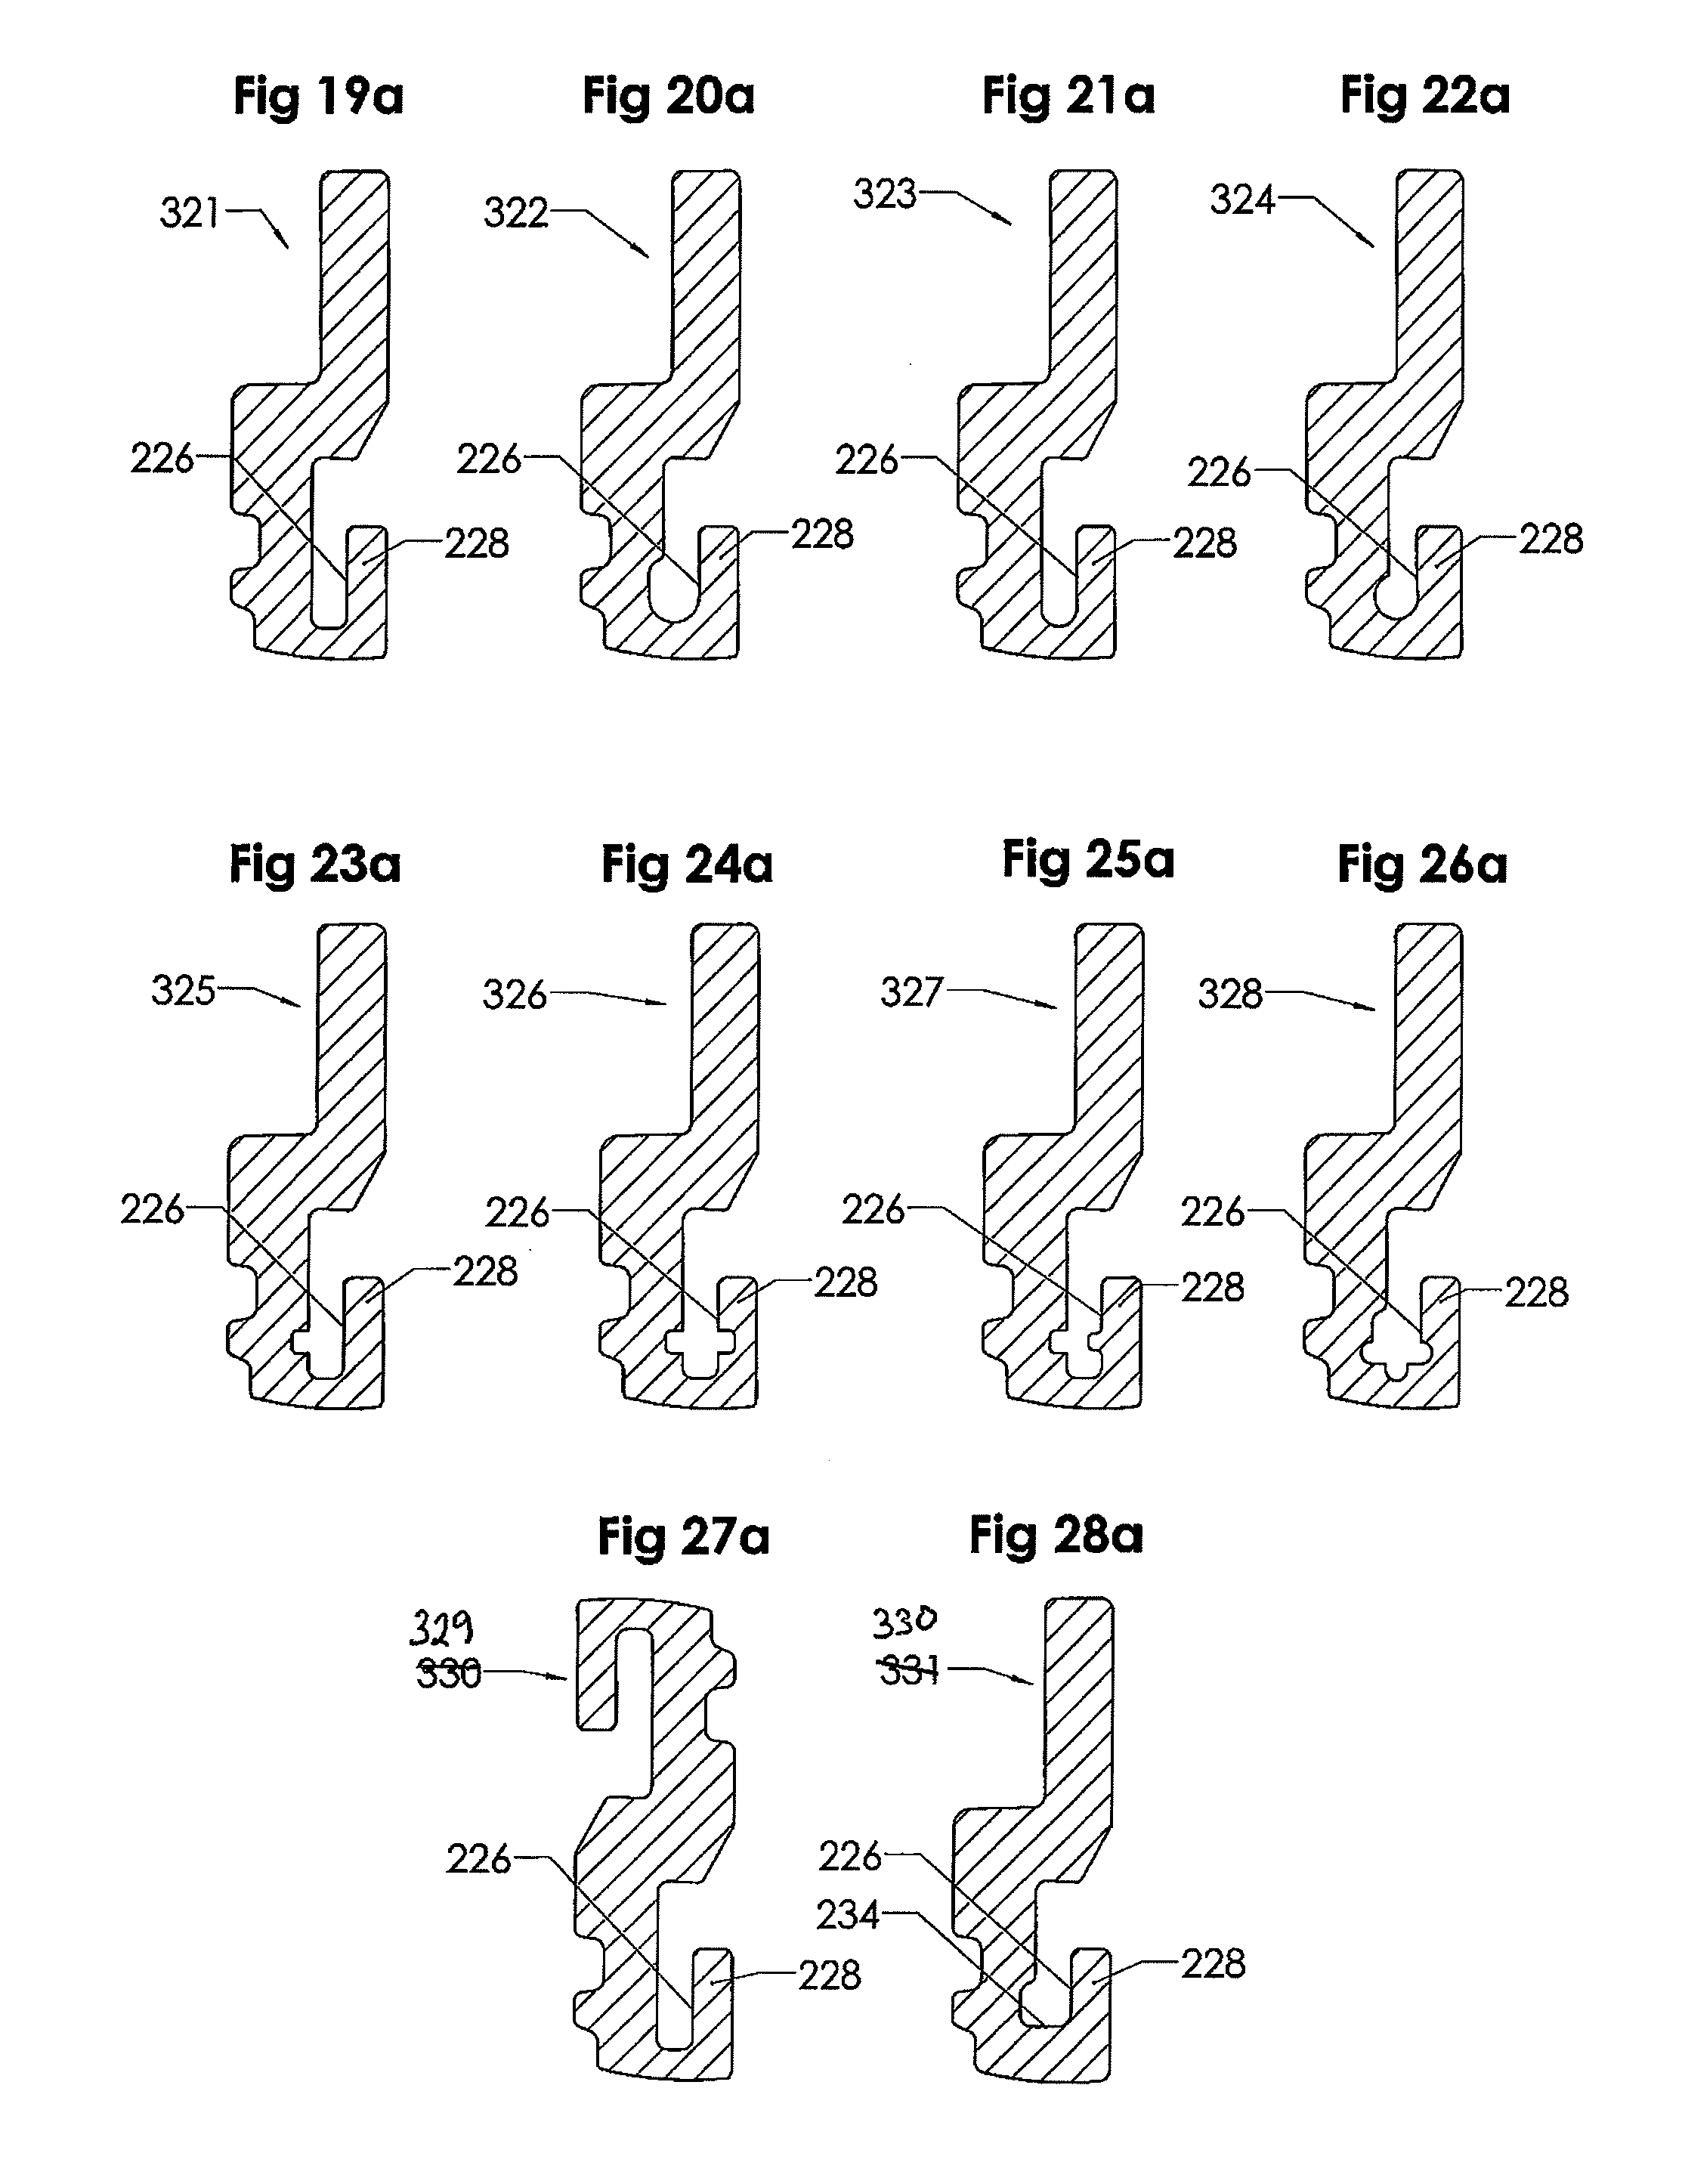 Fig 19a Fig 20a Fig 21a Fig 22a
321 322 323 324
226 226 226 226
228 228 228 228
Fig 23a Fig 24a Fig 25a Fig 26a
325 326 327 328
226 226 226 226
228 228 228 228
Fig 27a Fig 28a
329 330
330 331
226 226
234
228 228